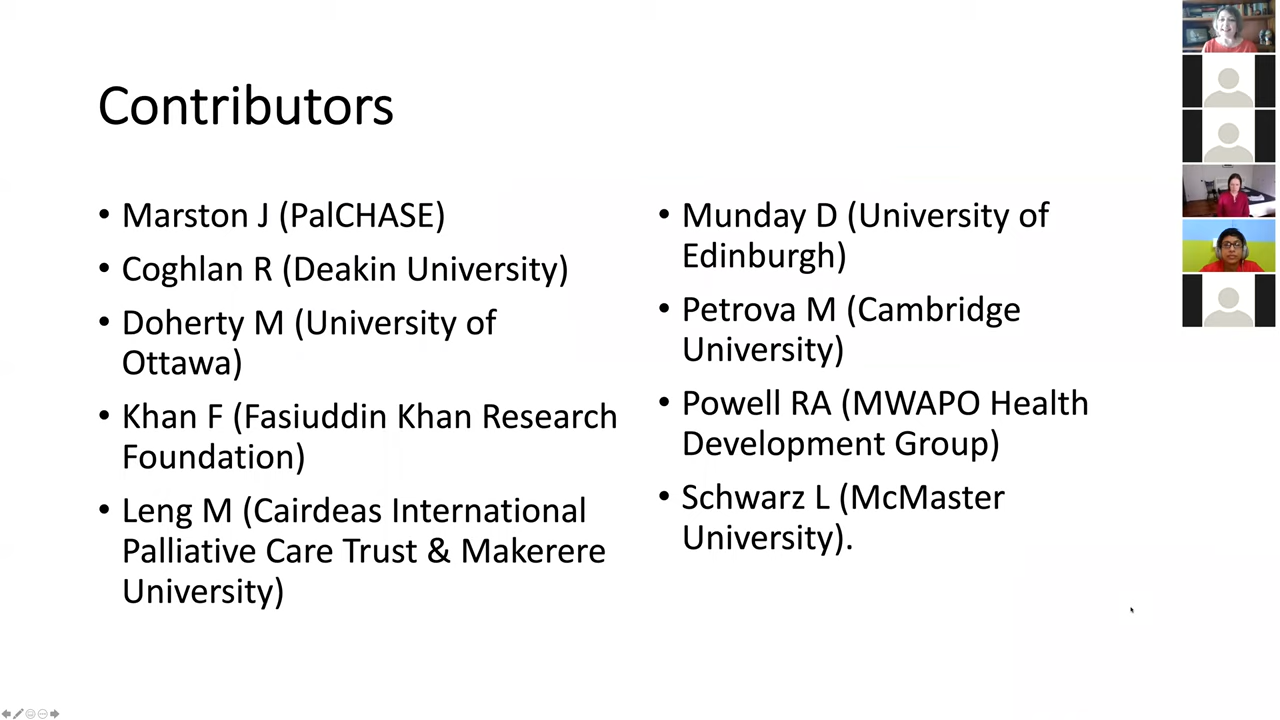 Contributors
• Marston J (PalCHASE)
• Coghlan R (Deakin University)
• Doherty M (University of
Ottawa)
• Khan F (Fasiuddin Khan Research
Foundation)
• Leng M (Cairdeas International
Palliative Care Trust & Makerere
University)
• Munday D (University of
Edinburgh)
• Petrova M (Cambridge
University)
• Powell RA (MWAPO Health
Development Group)
• Schwarz L (McMaster
University).